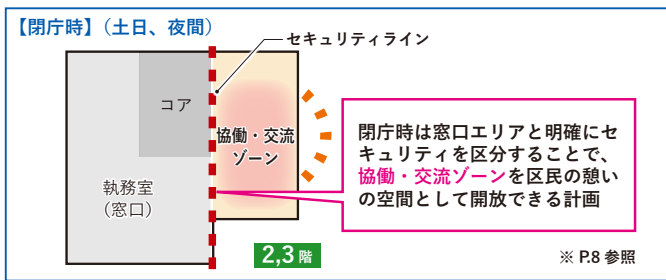 【閉庁時】(土日、夜間)
セキュリティライン
コア
協働・交流
ゾーン
執務室
(窓口)
閉庁時は窓口エリアと明確にセ
キュリティを区分することで、
協働・交流ゾーンを区民の憩い
の空間として開放できる計画
2,3 階
※ P.8 参照